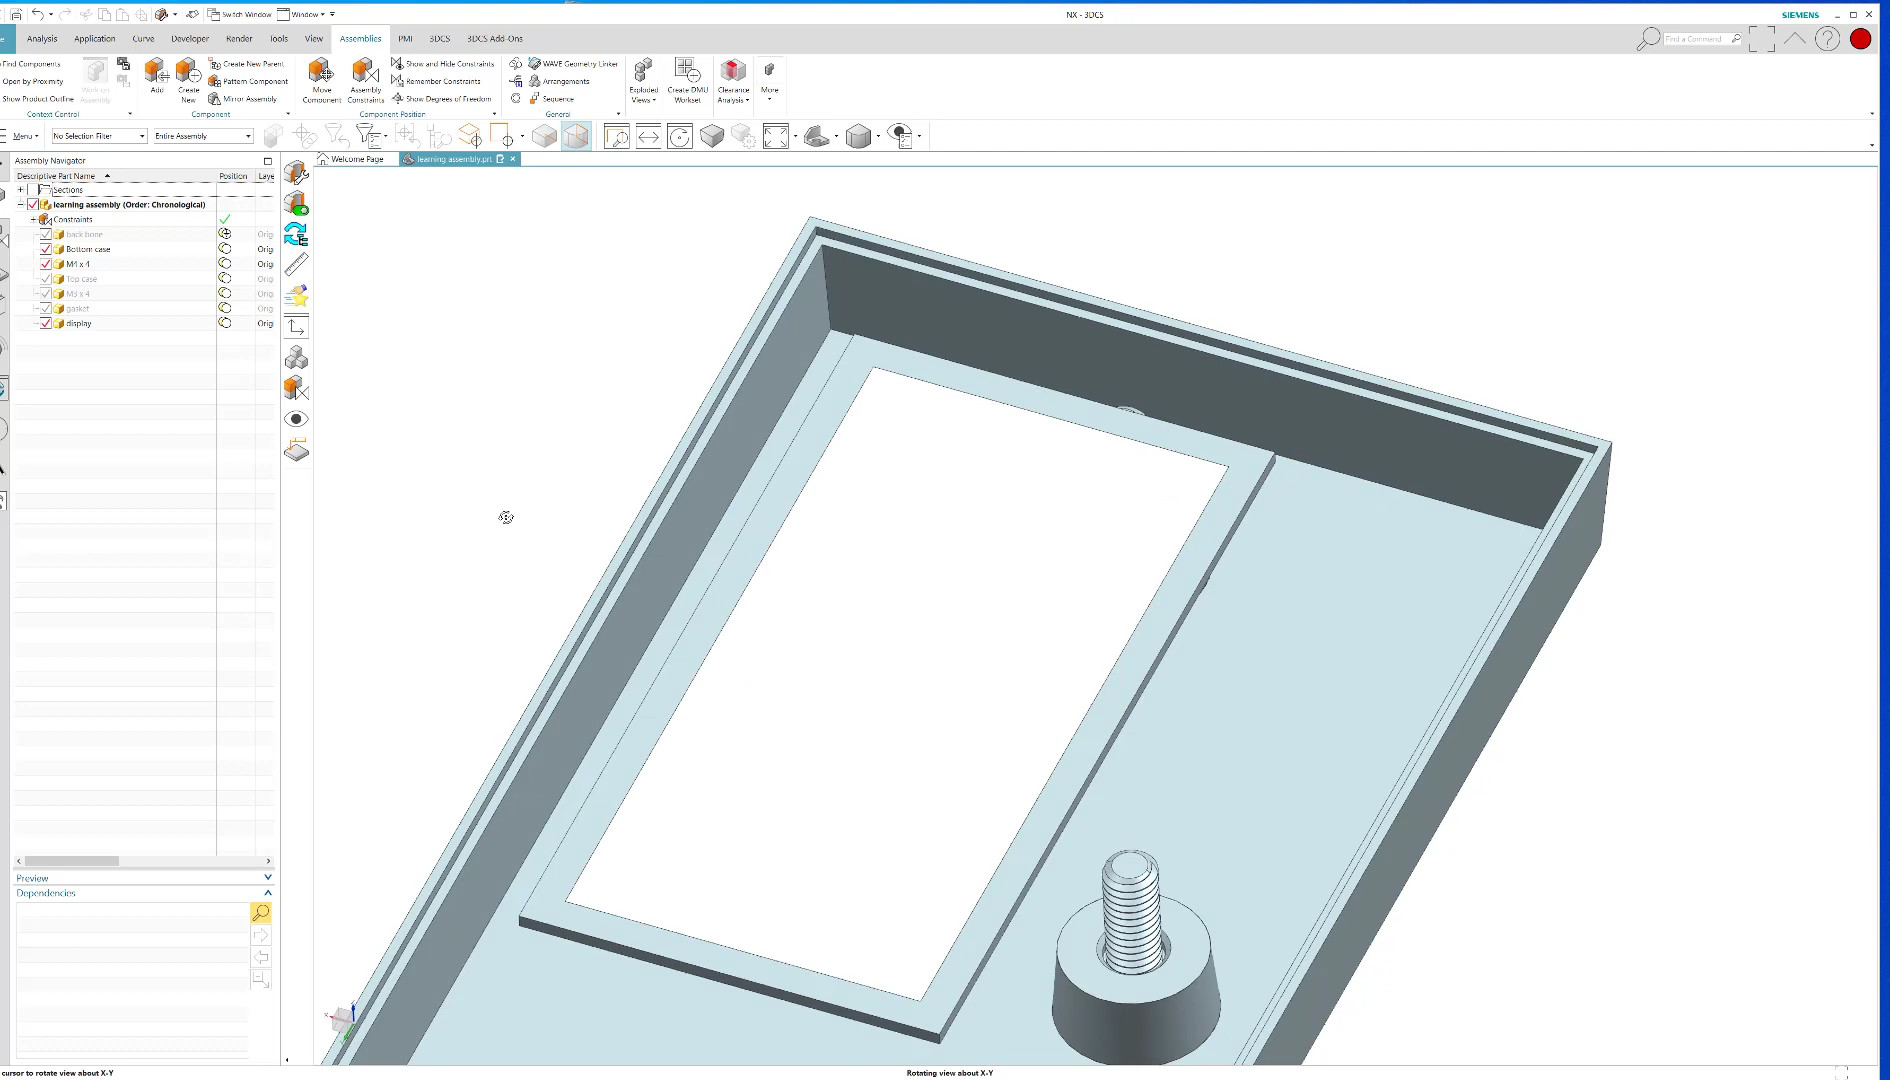 Switch Window
Window
NX - 3DCS
SIEMENS
Analysis
Application
Curve
Developer
Render
Tools
View
Assemblies
PMI
3DCS
3DCS Add-Ons
Find a Command
Find Components
Open by Proximity
Show Product Outline
Work on Assembly
Context Control
Add
Create New
Create New Parent
Pattern Component
Mirror Assembly
Component
Move Component
Assembly Constraints
Show and Hide Constraints
Remember Constraints
Show Degrees of Freedom
Component Position
WAVE Geometry Linker
Arrangements
Sequence
General
Exploded Views
Create DMU Workset
Clearance Analysis
More
Menu
No Selection Filter
Entire Assembly
Assembly Navigator
Welcome Page
learning assembly.prt
Descriptive Part Name
Position
Laye
Sections
learning assembly (Order: Chronological)
Constraints
back bone
Orig
Bottom case
Orig
M4 x 4
Orig
Top case
Orig
M3 x 4
Orig
gasket
Orig
display
Orig
Preview
Dependencies
X
cursor to rotate view about X-Y
Rotating view about X-Y